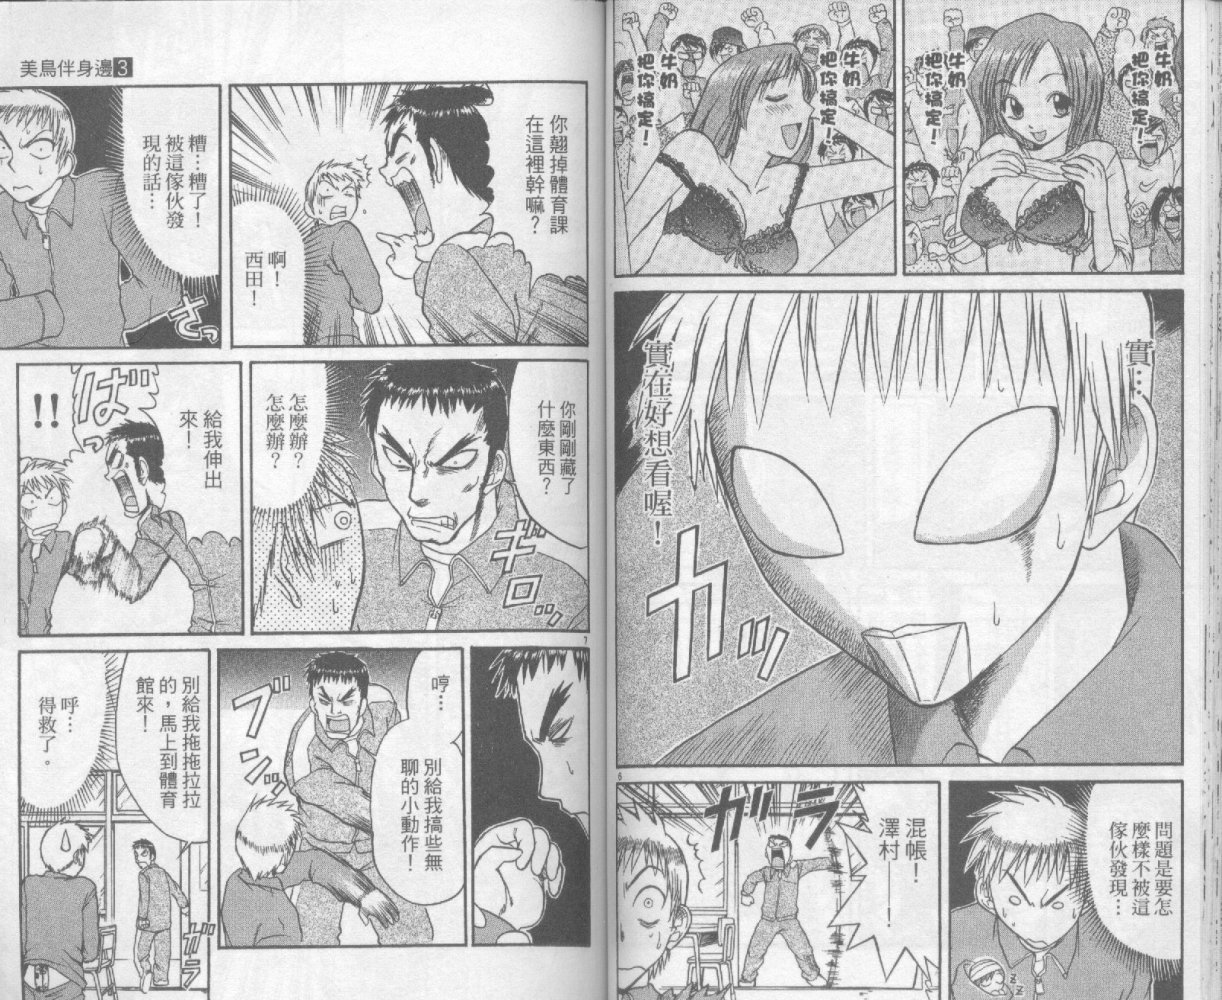 牛奶
把你搞定！
牛奶
把你搞定！
牛奶
把你搞定！
實…
實在好想看喔！
カッ
問題是要怎
麼樣不被這
傢伙發現…
zz
ガラ
混帳！
澤村——！
6
美鳥伴身邊3
你翹掉體育課
在這裡幹嘛？
啊！
西田！
糟…糟了！
被這傢伙發
現的話…
さっ
你剛剛藏了
什麼東西？
怎麼辦？
怎麼辦？
ギロッ
給我伸出
來！
ばっ
!!
7
哼…
別給我搞些無
聊的小動作！
ブンッ
別給我拖拖拉拉
的，馬上到體育
館來！
呼…
得救了。
ガラ